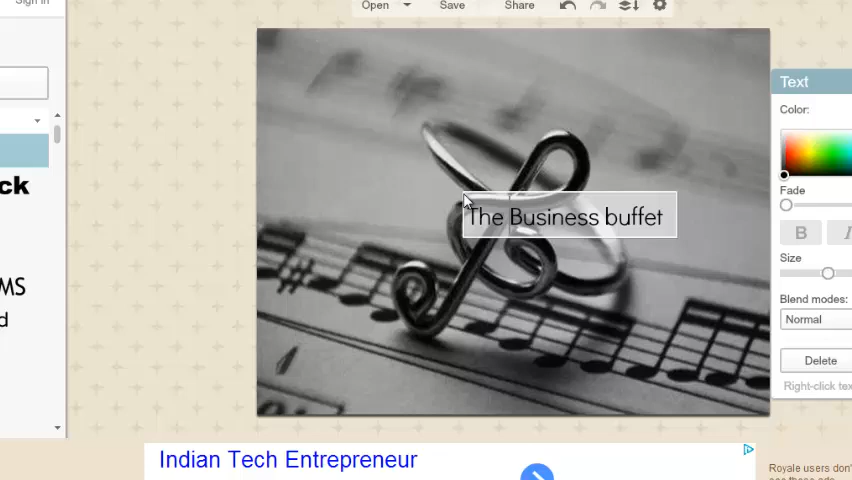 Sign in
Open
Save
Share
Text
Color:
Fade
B
Size
Blend modes:
Normal
Delete
Right-click tex
The Business buffet
ck
MS
d
Indian Tech Entrepreneur
Royale users don'
see these ads